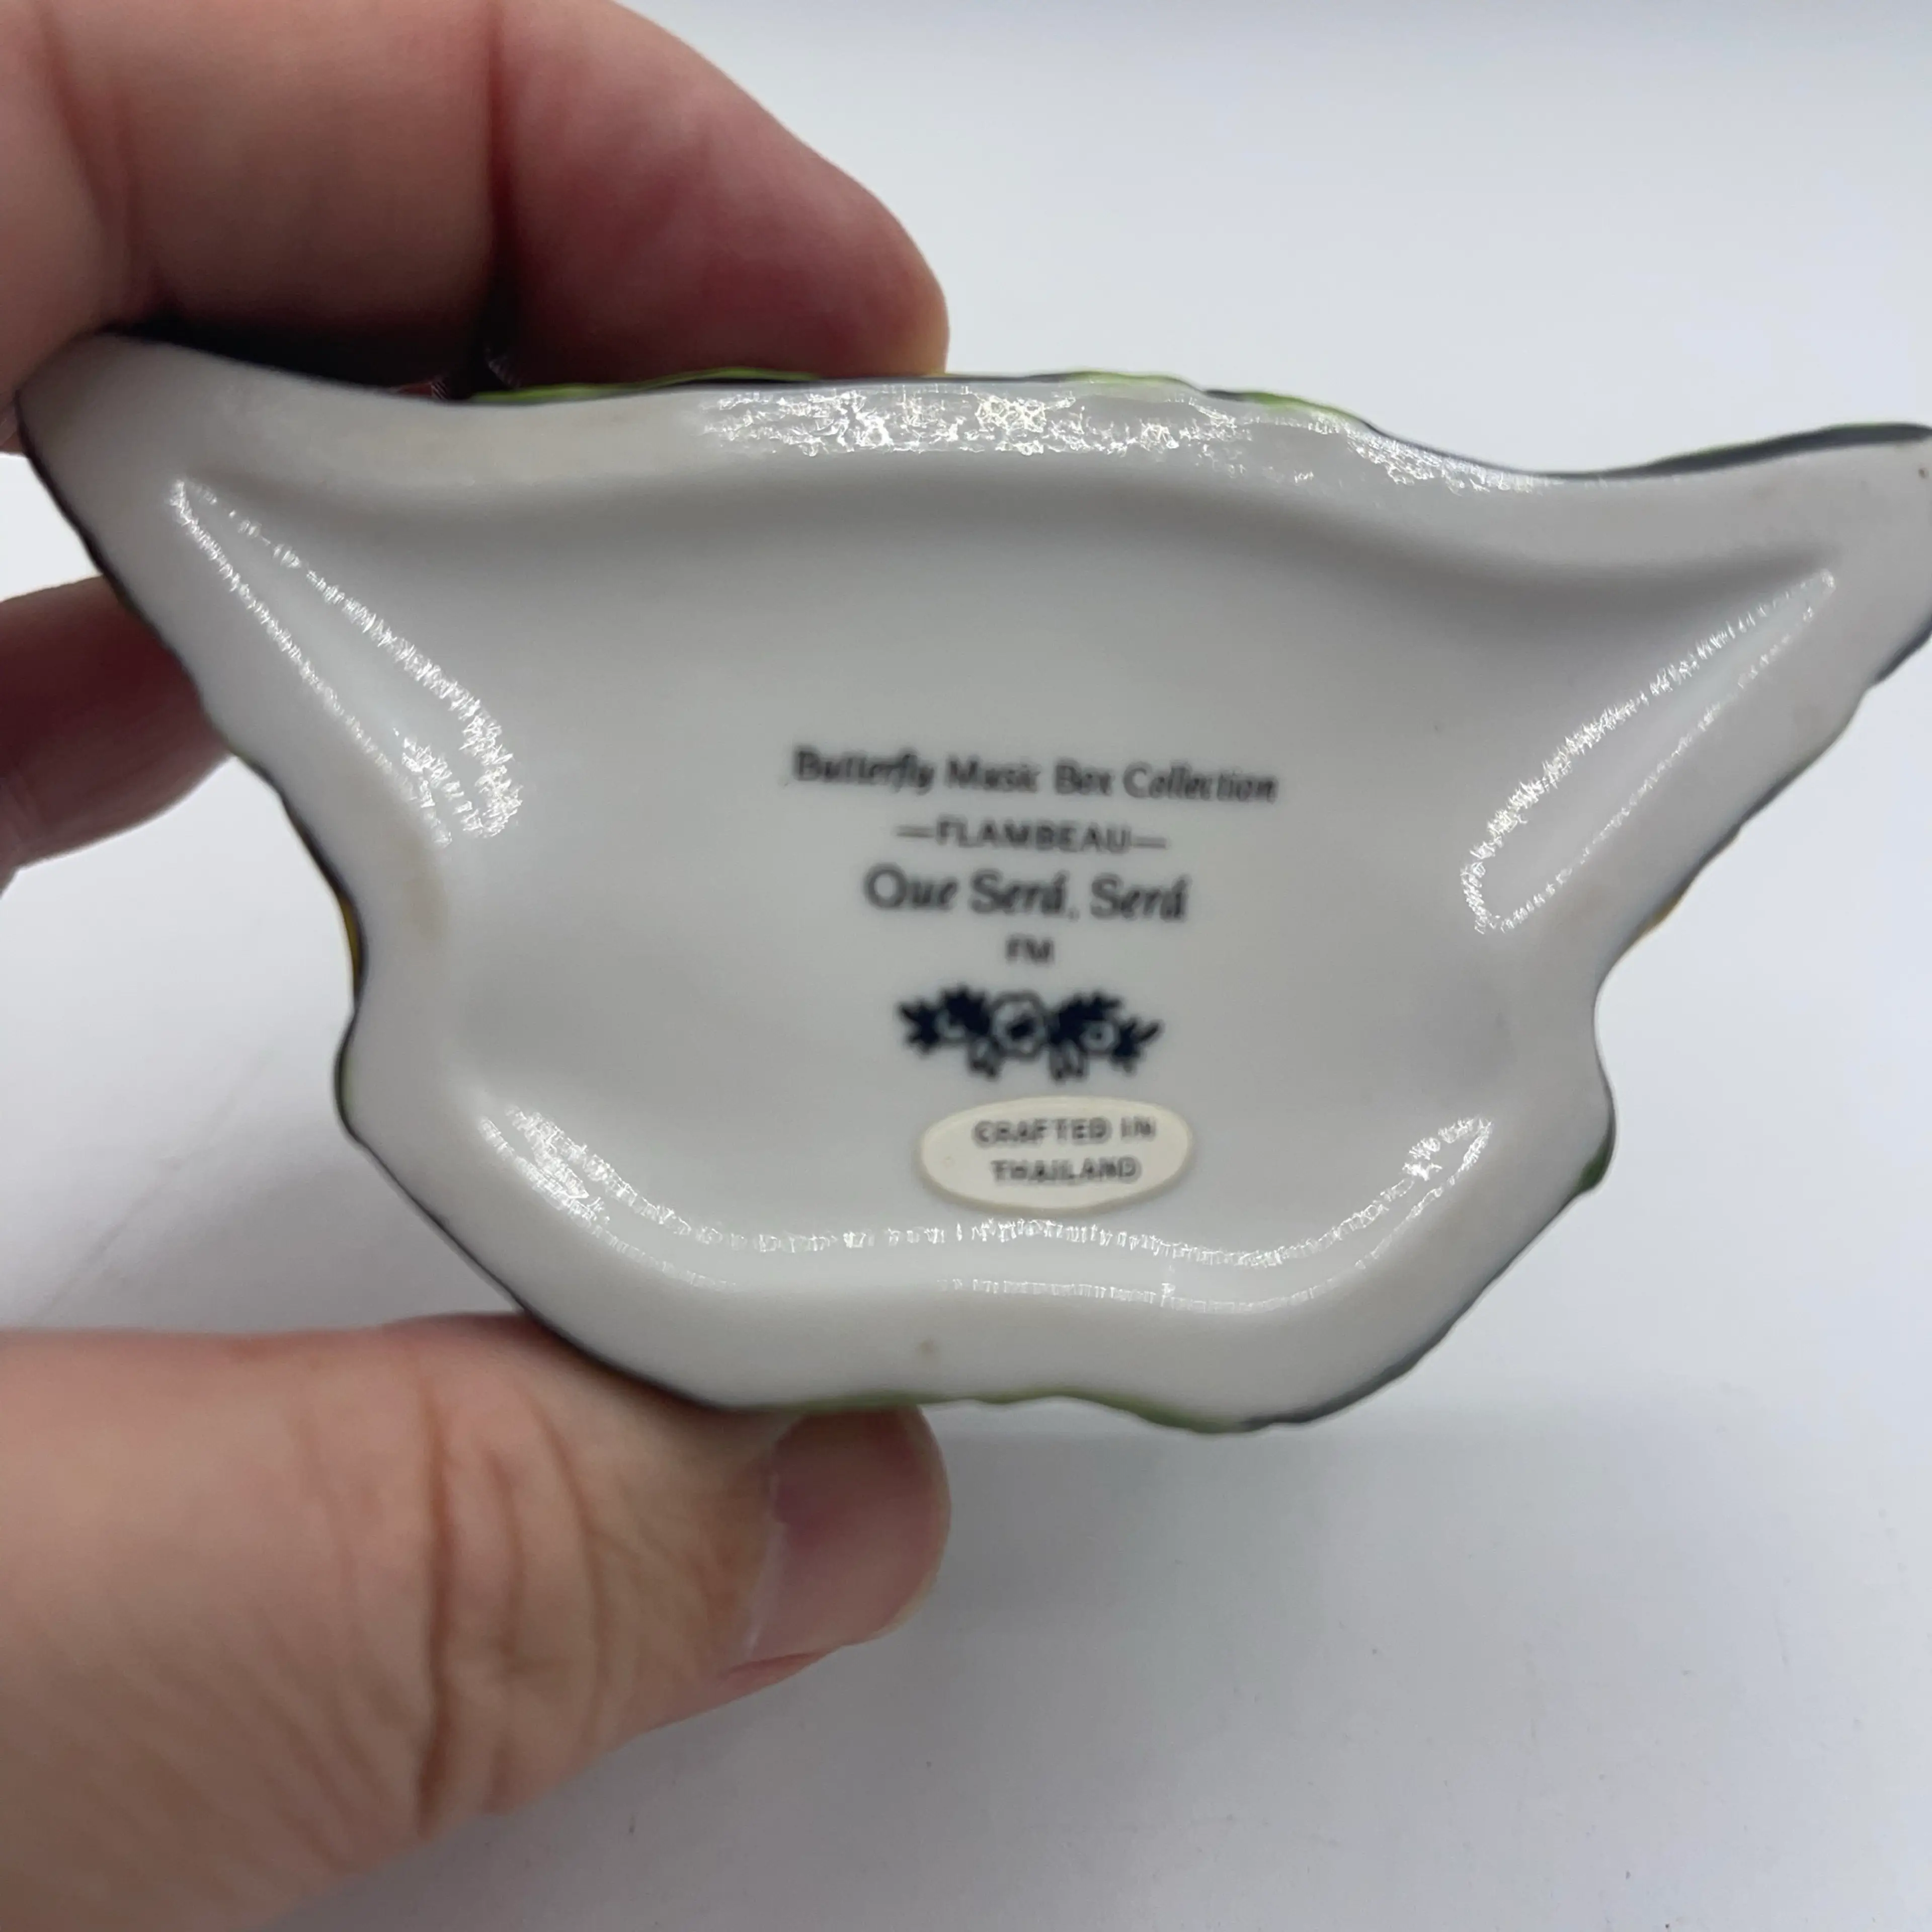 Butterfly Music Box Collection
—FLAMBEAU—
Que Será, Será
FM
CRAFTED IN
THAILAND